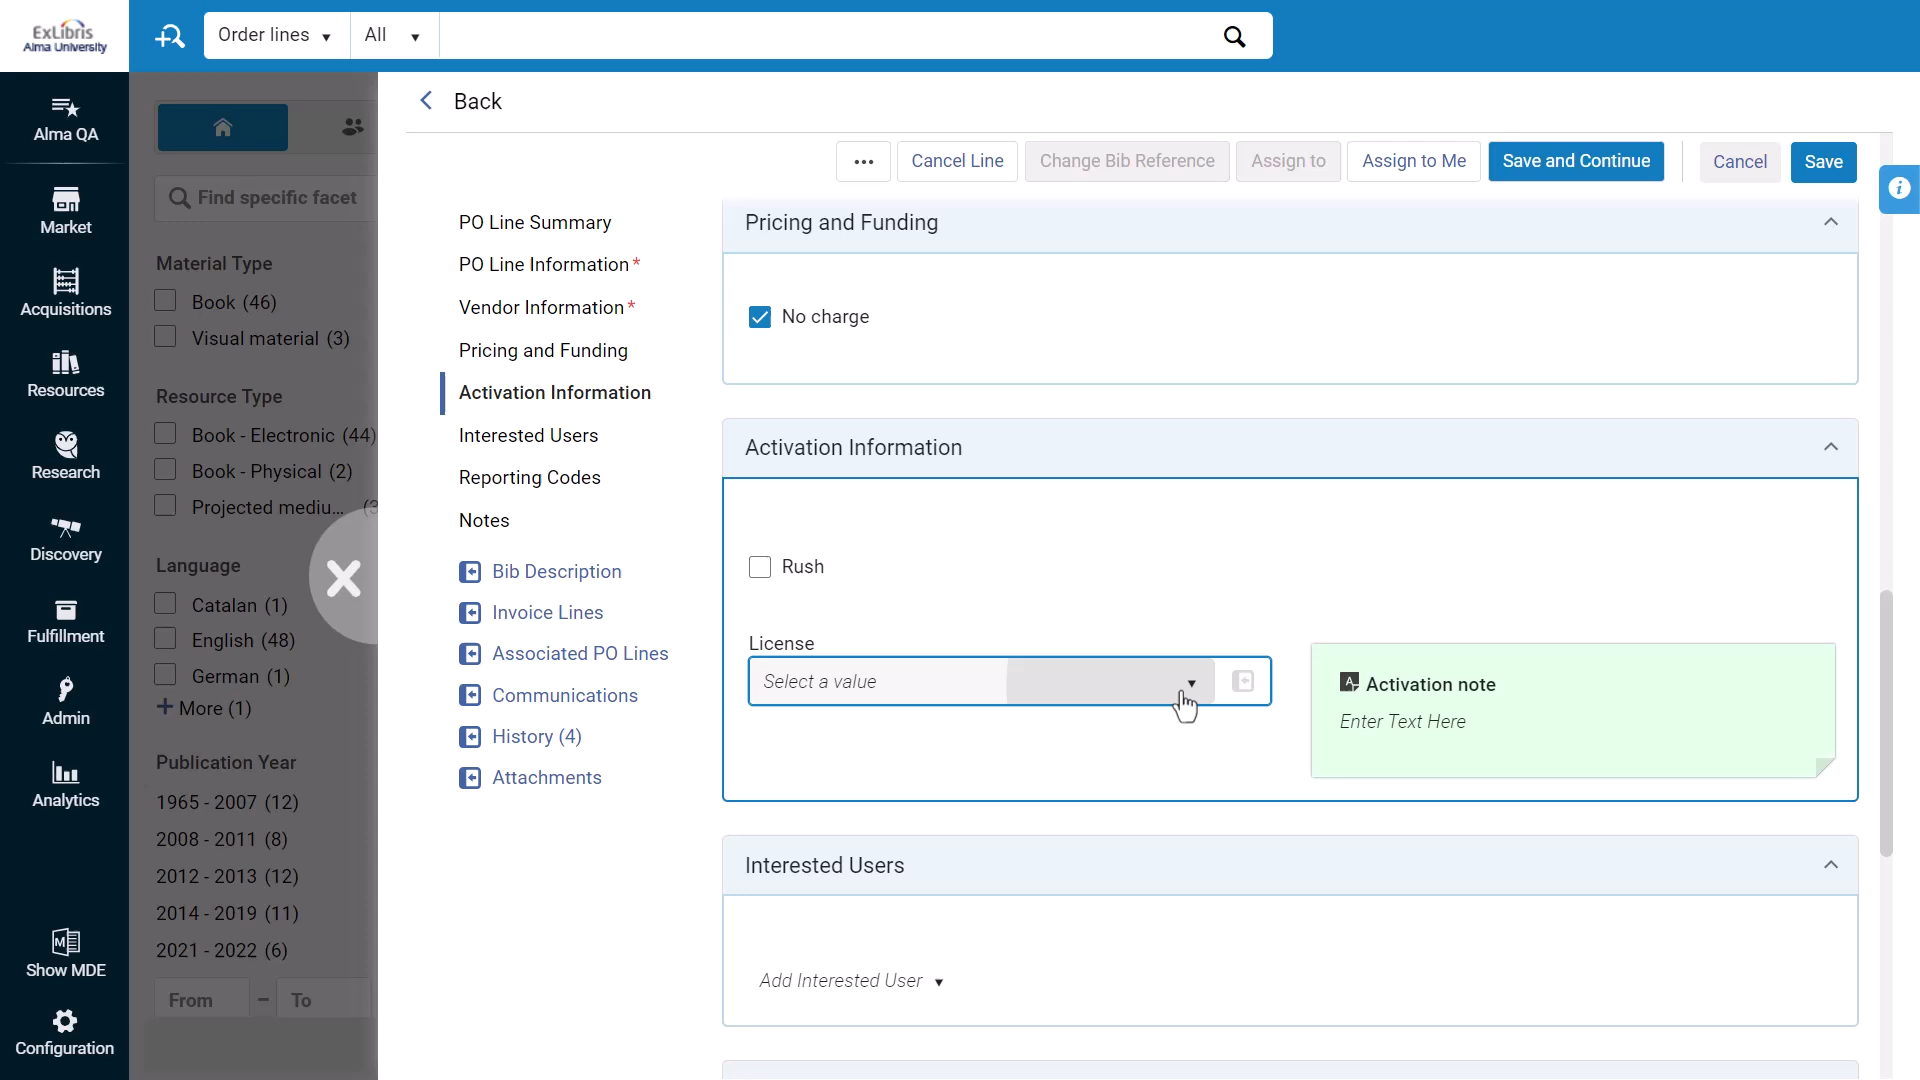 ExLibris
Alma University
Order lines
All
Alma QA
Market
Acquisitions
Resources
Research
Discovery
Fulfillment
Admin
Analytics
Show MDE
Configuration
Find specific facet
Material Type
Book (46)
Visual material (3)
Resource Type
Book - Electronic (44)
Book - Physical (2)
Projected mediu... (3
Language
Catalan (1)
English (48)
German (1)
More (1)
Publication Year
1965 - 2007 (12)
2008 - 2011 (8)
2012 - 2013 (12)
2014 - 2019 (11)
2021 - 2022 (6)
From – To
Back
... Cancel Line Change Bib Reference Assign to Assign to Me Save and Continue Cancel Save
PO Line Summary
PO Line Information*
Vendor Information*
Pricing and Funding
Activation Information
Interested Users
Reporting Codes
Notes
Bib Description
Invoice Lines
Associated PO Lines
Communications
History (4)
Attachments
Pricing and Funding
No charge
Activation Information
Rush
License
Select a value
Activation note
Enter Text Here
Interested Users
Add Interested User